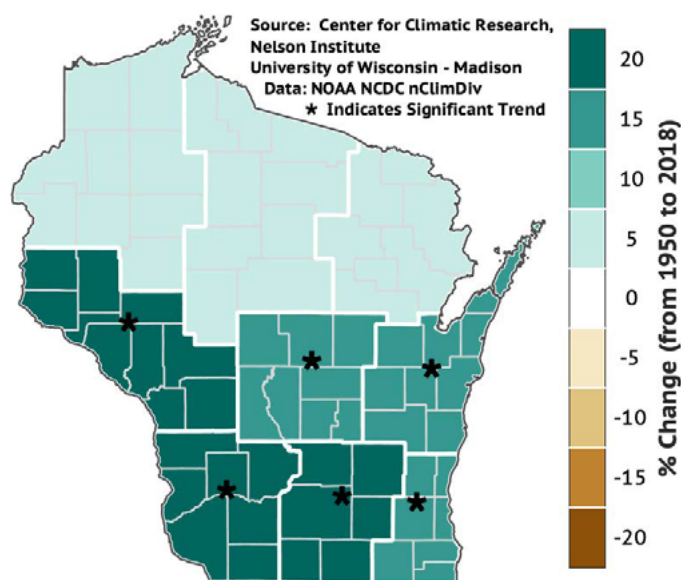 Source: Center for Climatic Research,
Nelson Institute
University of Wisconsin - Madison
Data: NOAA NCDC nClimDiv
* Indicates Significant Trend
20
15
10
5
0
-5
-10
-15
-20
% Change (from 1950 to 2018)